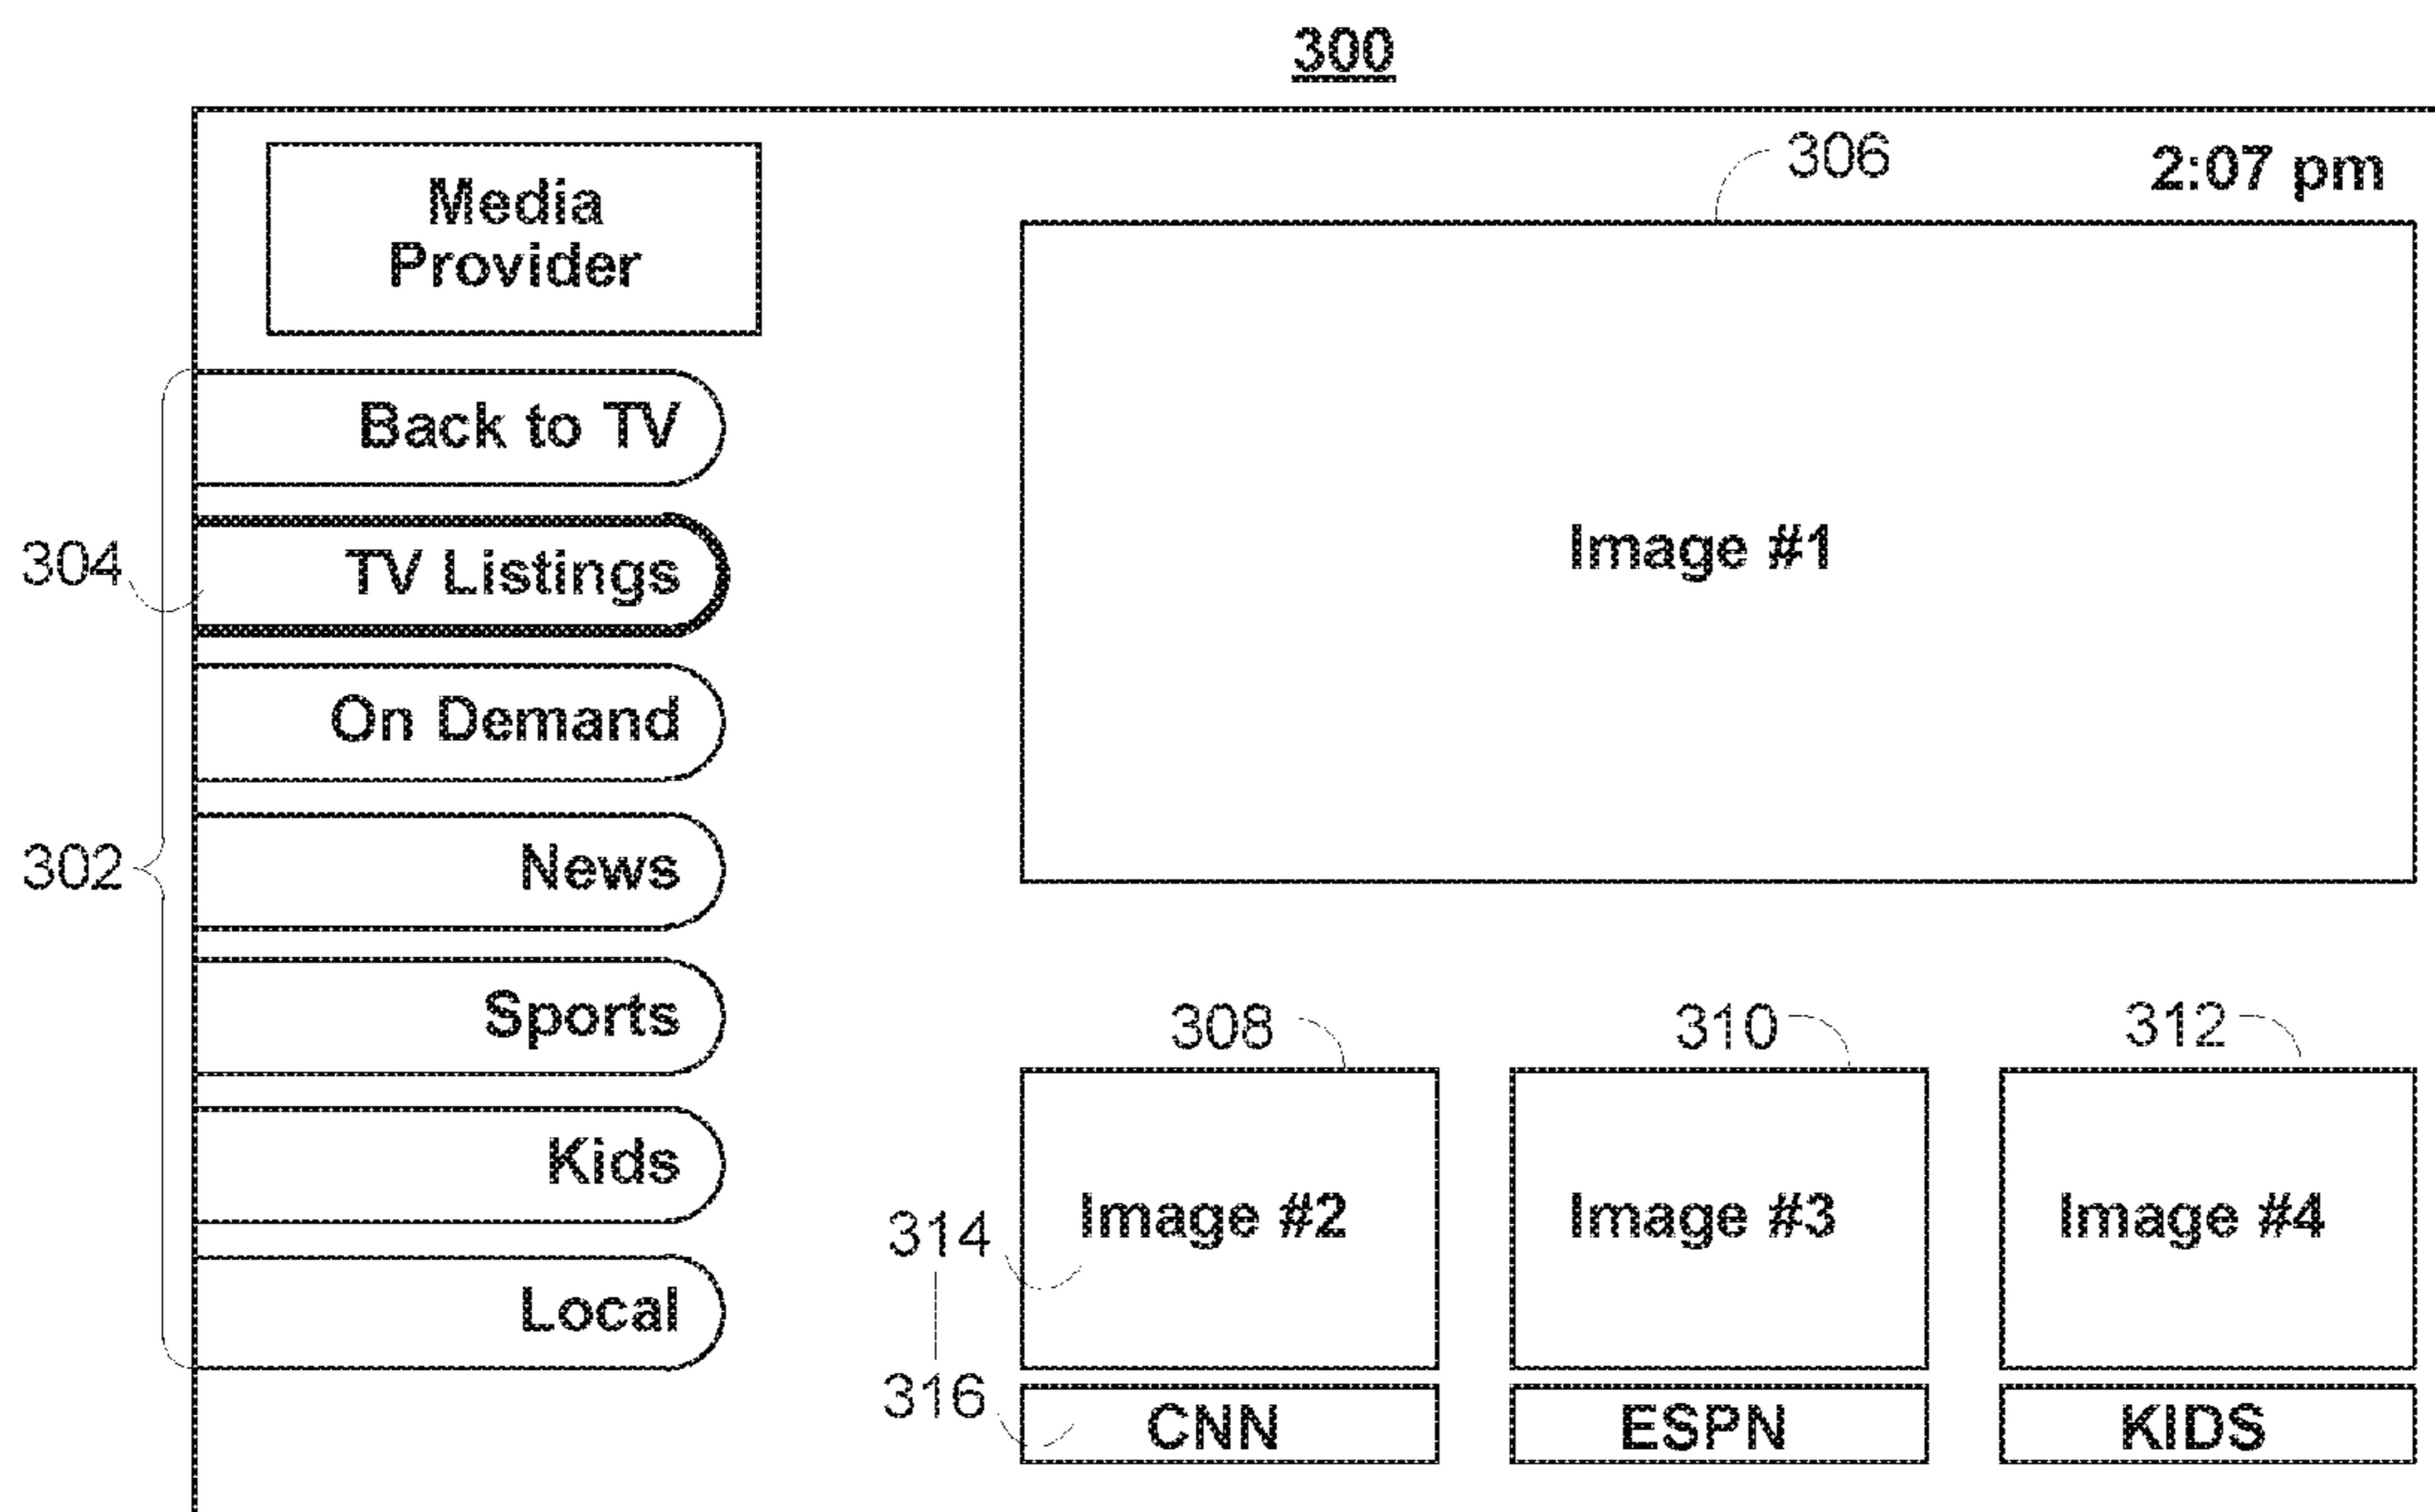 300
306
2:07 pm
Media
Provider
Back to TV
304
TV Listings
Image #1
On Demand
302
News
Sports
308
310
312
Kids
314
Image #2
Image #3
Image #4
Local
316
CNN
ESPN
KIDS